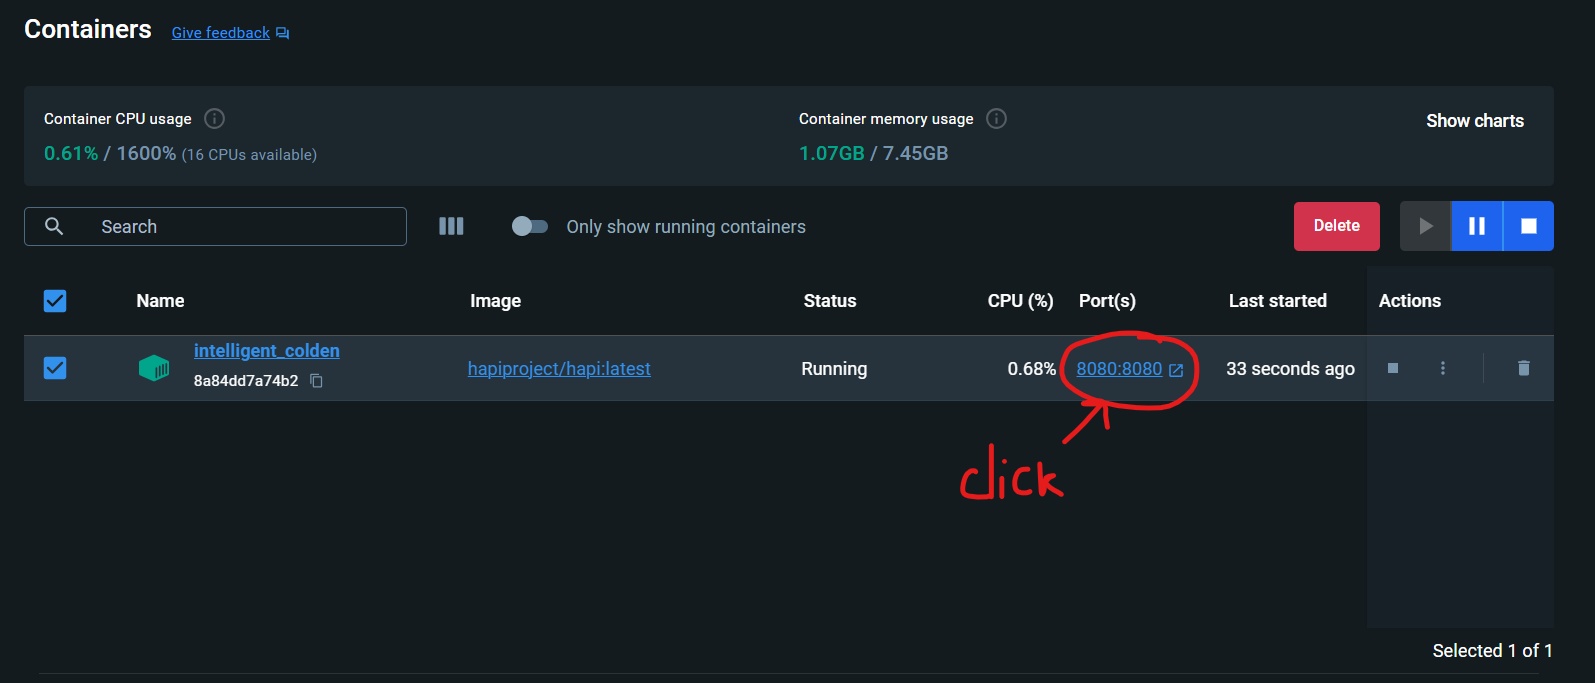 Containers Give feedback
Container CPU usage Container memory usage Show charts
0.61% / 1600% (16 CPUs available) 1.07GB / 7.45GB
Search Only show running containers Delete
Name Image Status CPU (%) Port(s) Last started Actions
intelligent_colden
hapiproject/hapi:latest Running 0.68% 8080:8080 33 seconds ago
8a84dd7a74b2
click
Selected 1 of 1